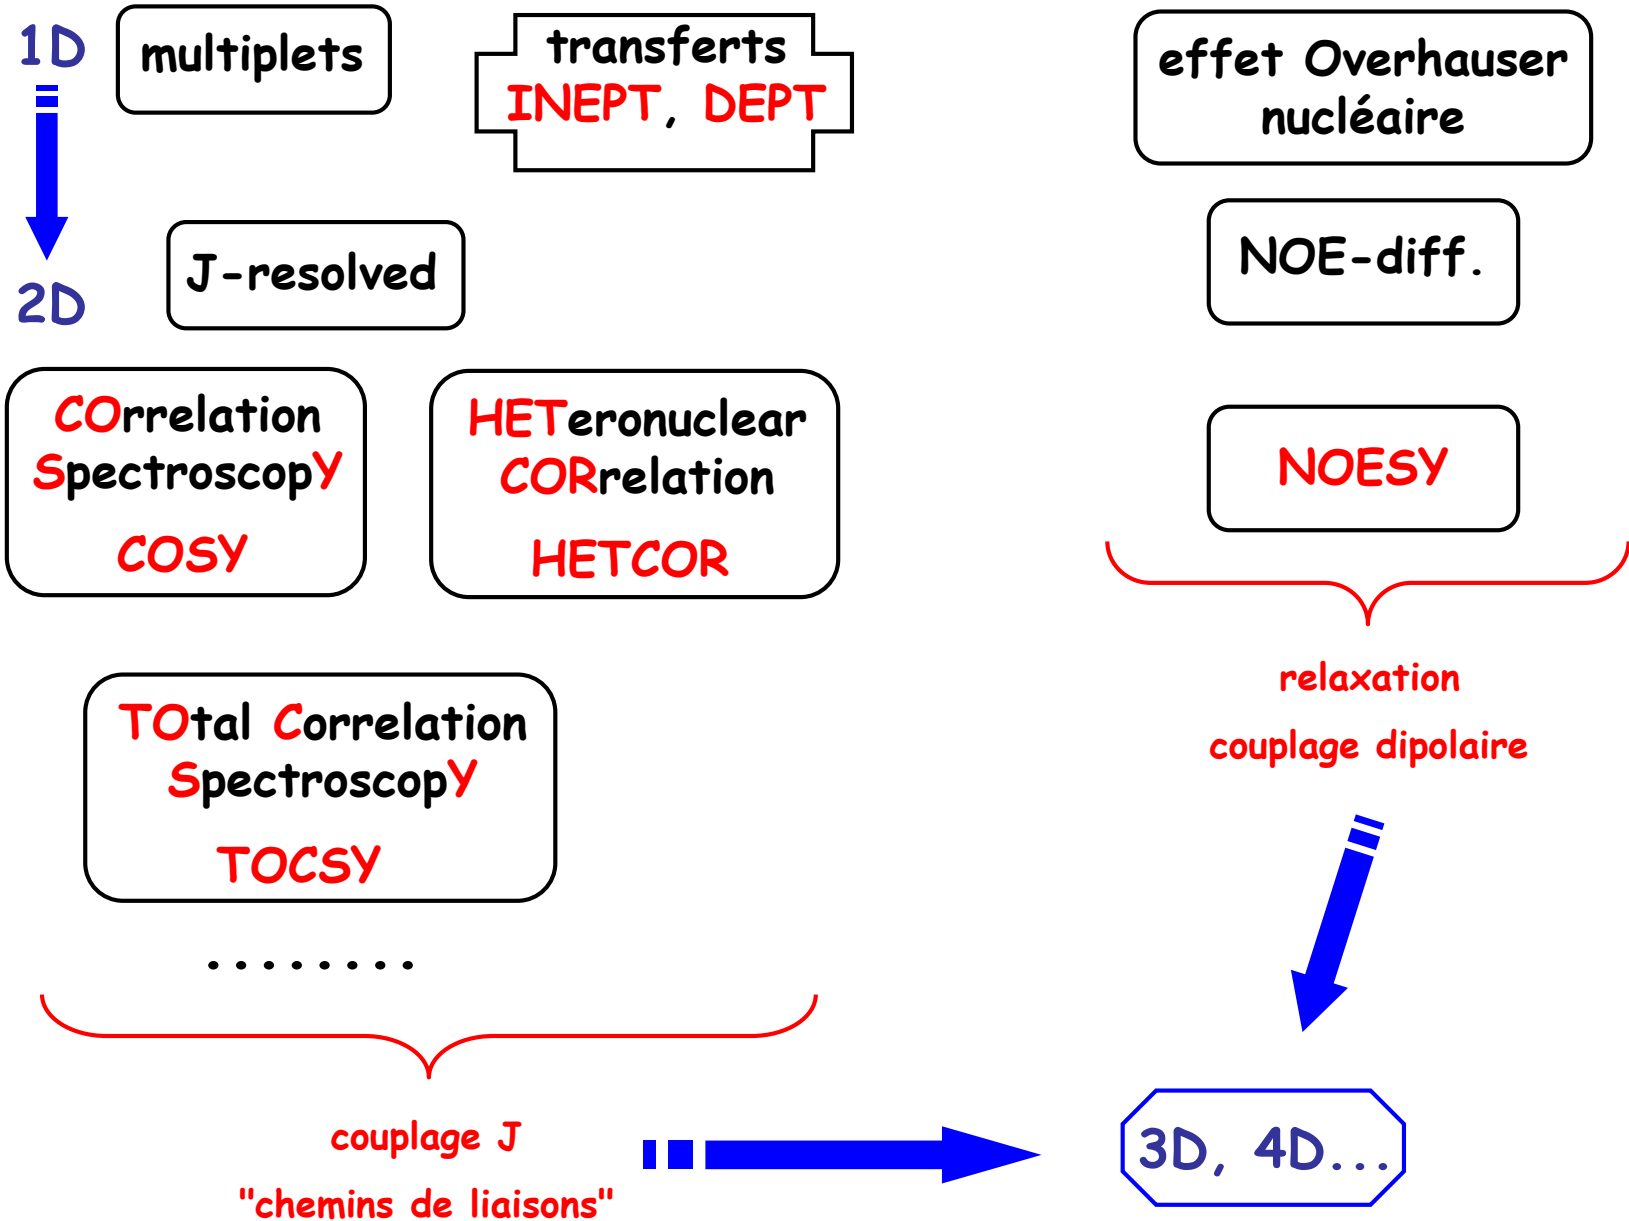 1D
multiplets
transferts
INEPT, DEPT
effet Overhauser
nucléaire
J-resolved
NOE-diff.
2D
COrrelation
SpectroscopY
COSY
HETeronuclear
CORrelation
HETCOR
NOESY
relaxation
couplage dipolaire
TOtal Correlation
SpectroscopY
TOCSY
........
couplage J
"chemins de liaisons"
3D, 4D...